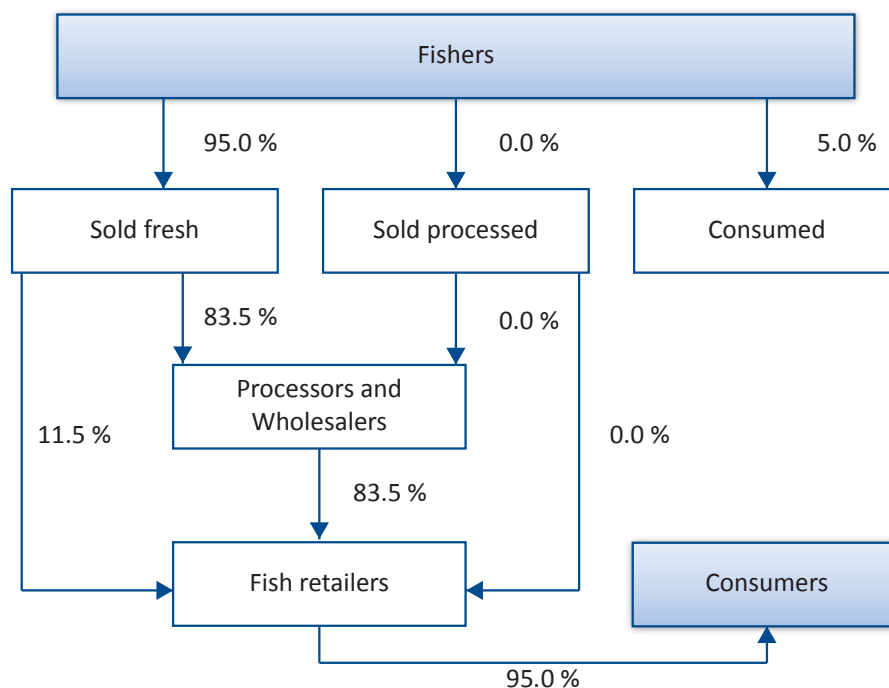 Fishers
95.0 %
0.0 %
5.0 %
Sold fresh
Sold processed
Consumed
83.5 %
0.0 %
Processors and
Wholesalers
11.5 %
0.0 %
83.5 %
Fish retailers
Consumers
95.0 %